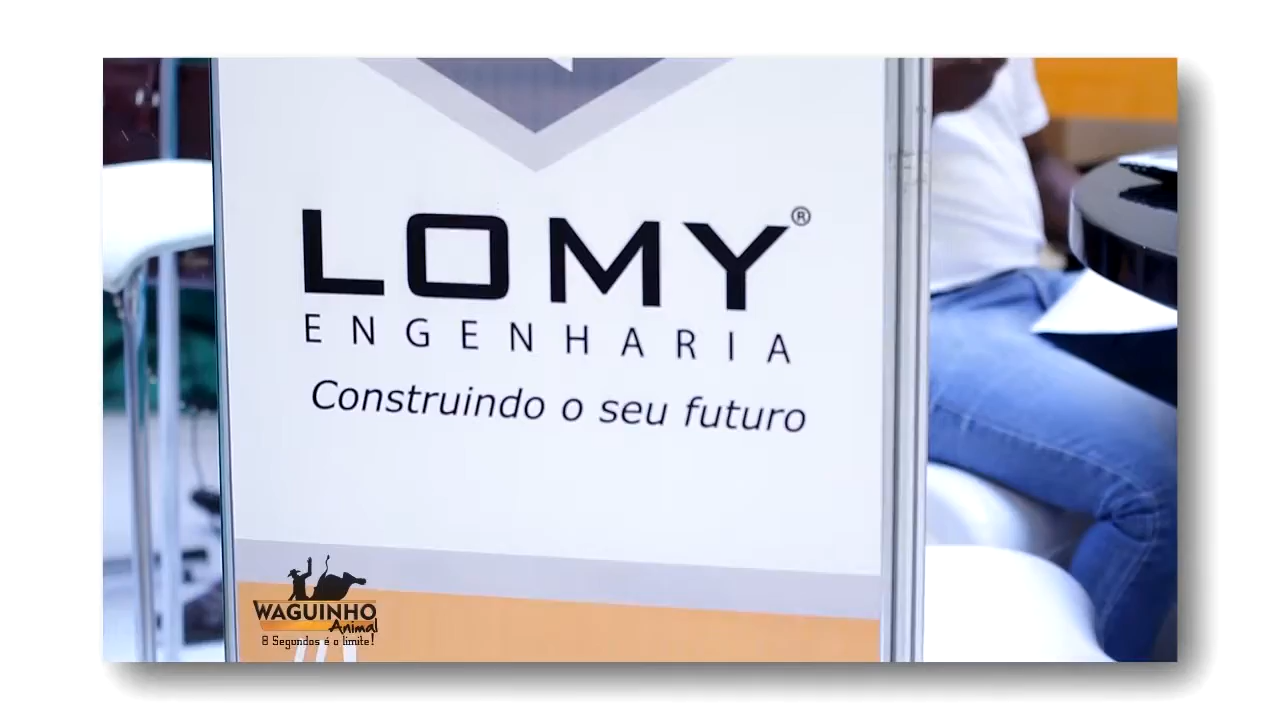 LOMY®
ENGENHARIA
Construindo o seu futuro
WAGUINHO
Animal
8 Segundos é o limite!